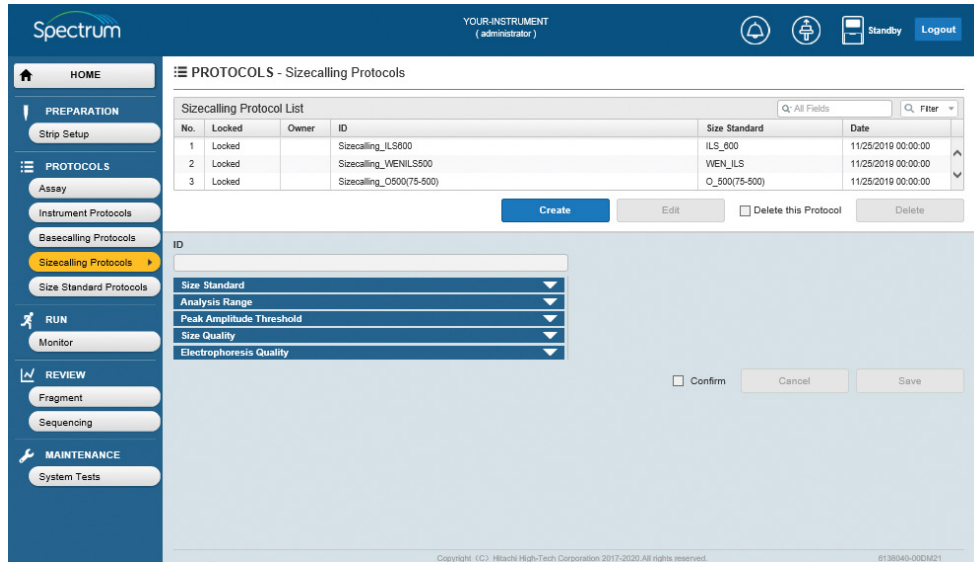 Spectrum
YOUR-INSTRUMENT
( administrator )
Standby
Logout
HOME
PREPARATION
Strip Setup
PROTOCOLS
Assay
Instrument Protocols
Basecalling Protocols
Sizecalling Protocols
Size Standard Protocols
RUN
Monitor
REVIEW
Fragment
Sequencing
MAINTENANCE
System Tests
PROTOCOLS - Sizecalling Protocols
Sizecalling Protocol List All Fields Filter
No. Locked Owner ID Size Standard Date
1 Locked Sizecalling_ILS600 ILS_600 11/25/2019 00:00:00
2 Locked Sizecalling_WENILS500 WEN_ILS 11/25/2019 00:00:00
3 Locked Sizecalling_O500(75-500) O_500(75-500) 11/25/2019 00:00:00
Create Edit Delete this Protocol Delete
ID
Size Standard
Analysis Range
Peak Amplitude Threshold
Size Quality
Electrophoresis Quality
Confirm Cancel Save
Copyright (C) Hitachi High-Tech Corporation 2017-2020.All rights reserved. 6138040-00DM21